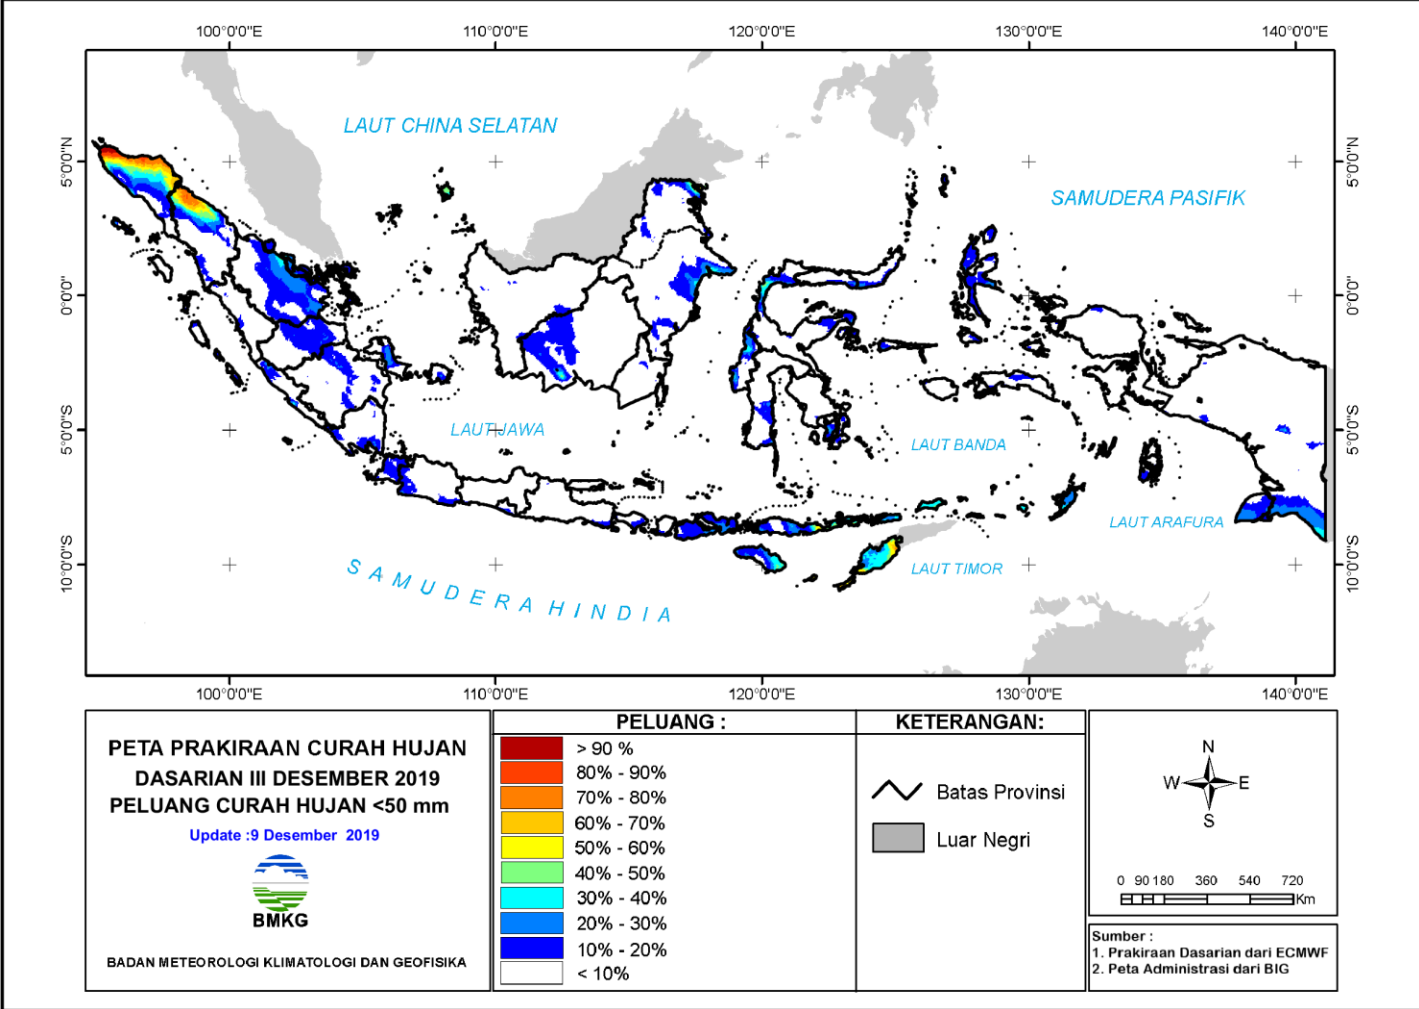 100°0'0"E 110°0'0"E 120°0'0"E 130°0'0"E 140°0'0"E
LAUT CHINA SELATAN
5°0'0"N 5°0'0"N
SAMUDERA PASIFIK
0°0'0" 0°0'0"
LAUT JAWA
5°0'0"S 5°0'0"S
LAUT BANDA
LAUT ARAFURA
10°0'0"S 10°0'0"S
LAUT TIMOR
SAMUDERA HINDIA
100°0'0"E 110°0'0"E 120°0'0"E 130°0'0"E 140°0'0"E
PETA PRAKIRAAN CURAH HUJAN
DASARIAN III DESEMBER 2019
PELUANG CURAH HUJAN <50 mm
Update :9 Desember 2019
BMKG
BADAN METEOROLOGI KLIMATOLOGI DAN GEOFISIKA
PELUANG :
> 90 %
80% - 90%
70% - 80%
60% - 70%
50% - 60%
40% - 50%
30% - 40%
20% - 30%
10% - 20%
< 10%
KETERANGAN:
Batas Provinsi
Luar Negri
N
W E
S
0 90 180 360 540 720
Km
Sumber :
1. Prakiraan Dasarian dari ECMWF
2. Peta Administrasi dari BIG